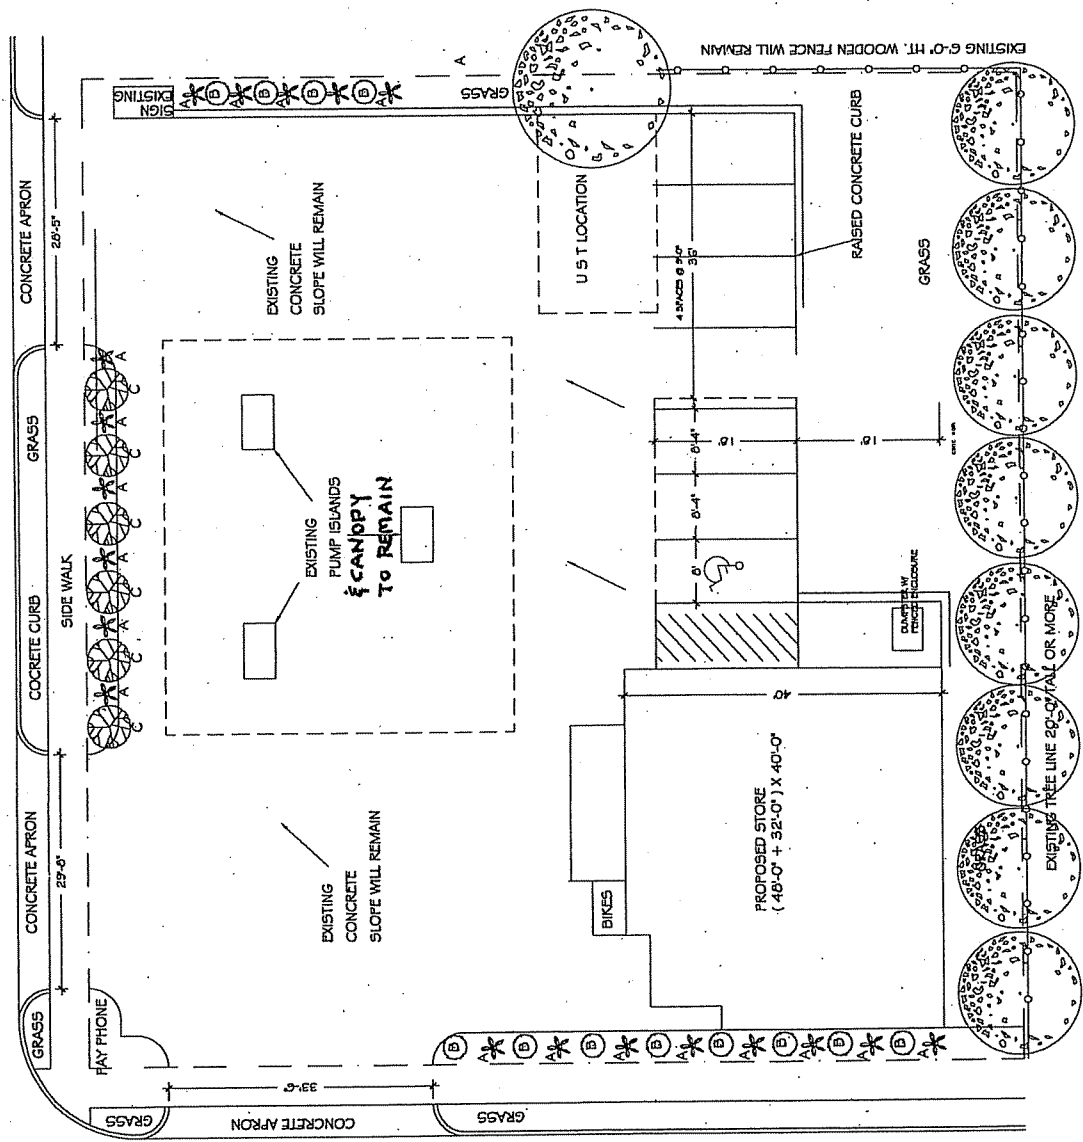 CONCRETE APRON
28'-5"
GRASS
COCRETE CURB
SIDE WALK
CONCRETE APRON
29'-8"
GRASS
PAY PHONE
GRASS
CONCRETE APRON
33'-6"
GRASS
SIGN
EXISTING
A
B
A
B
A
B
A
B
A
GRASS
A
EXISTING 6'-0" HT. WOODEN FENCE WILL REMAIN
EXISTING
CONCRETE
SLOPE WILL REMAIN
U S T LOCATION
4 SPACES @ 9'-0"
36'
RAISED CONCRETE CURB
GRASS
A
A
C
A
C
A
C
A
C
A
C
A
C
EXISTING
PUMP ISLANDS
& CANOPY
TO REMAIN
EXISTING
CONCRETE
SLOPE WILL REMAIN
8'-4"
8'-4"
8'
18'
18'
DUMPSTER W/
FENCED ENCLOSURE
40'
BIKES
PROPOSED STORE
( 48'-0" + 32'-0" ) X 40'-0"
B
A
B
A
B
A
B
A
B
A
B
A
B
A
B
A
EXISTING TREE LINE 20'-0" TALL OR MORE